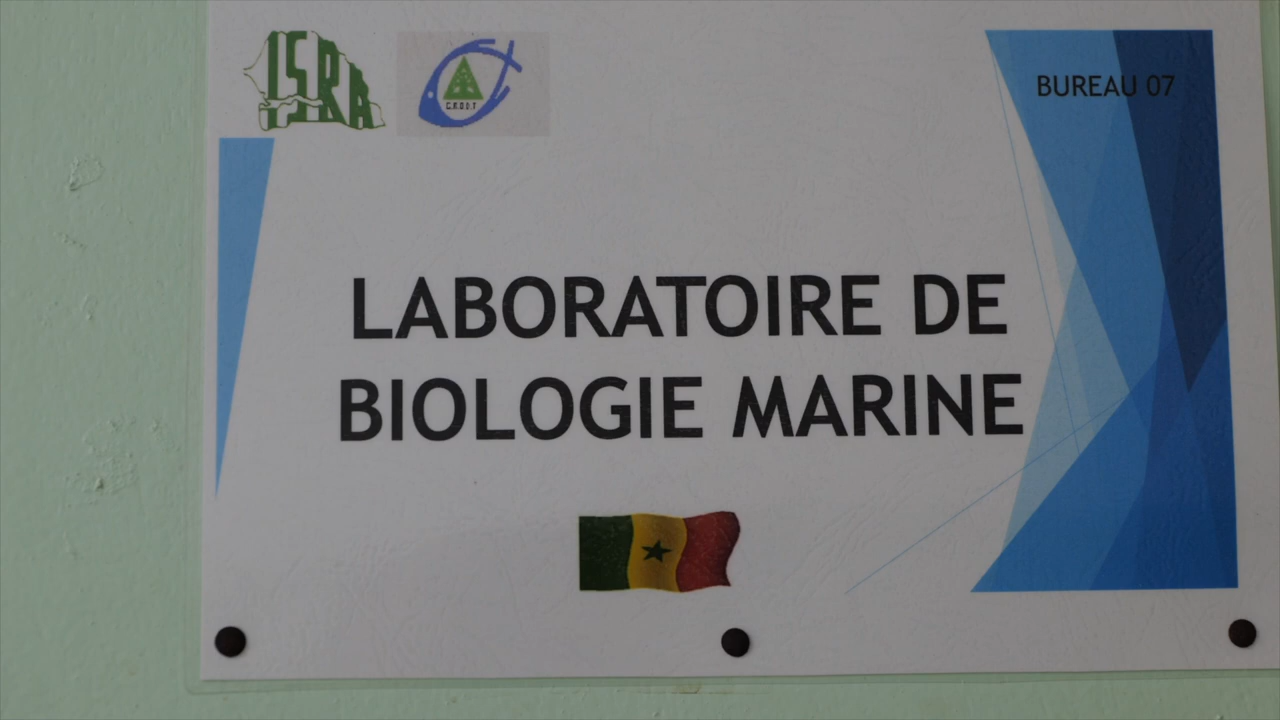 ISRA
C.R.O.D.T
BUREAU 07
LABORATOIRE DE
BIOLOGIE MARINE